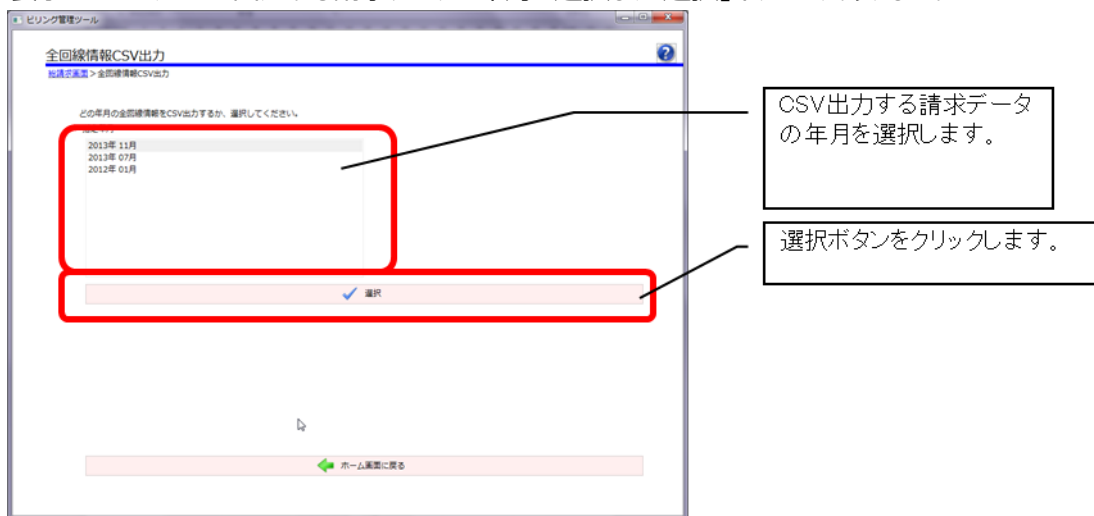 ビリング管理ツール
全回線情報CSV出力
総請求画面 > 全回線情報CSV出力
どの年月の全回線情報をCSV出力するか、選択してください。
2013年 11月
2013年 07月
2012年 01月
選択
ホーム画面に戻る
CSV出力する請求データ
の年月を選択します。
選択ボタンをクリックします。